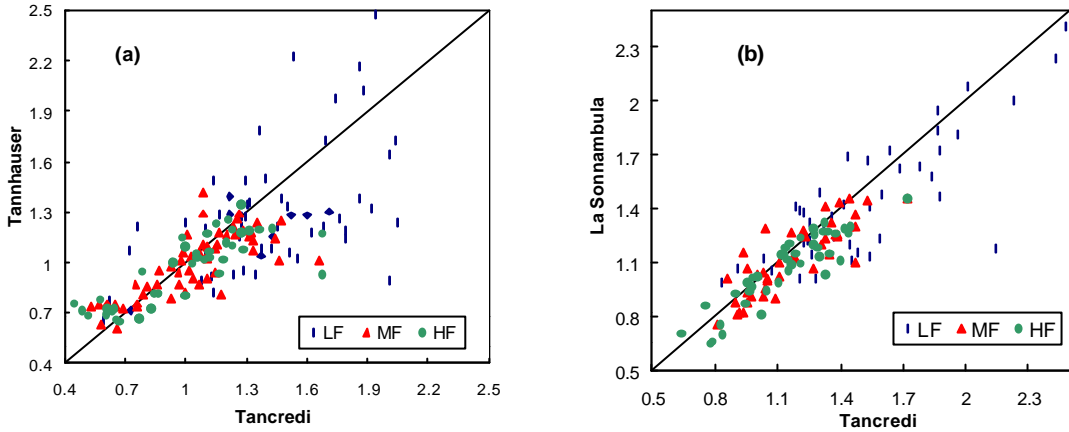 (a)
Tannhauser
2.5
2.2
1.9
1.6
1.3
1
0.7
0.4
LF MF HF
0.4 0.7 1 1.3 1.6 1.9 2.2 2.5
Tancredi
(b)
La Sonnambula
2.3
2
1.7
1.4
1.1
0.8
0.5
LF MF HF
0.5 0.8 1.1 1.4 1.7 2 2.3
Tancredi